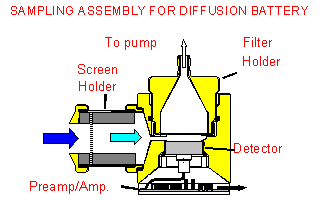 SAMPLING ASSEMBLY FOR DIFFUSION BATTERY
To pump
Filter
Holder
Screen
Holder
Detector
Preamp/Amp.